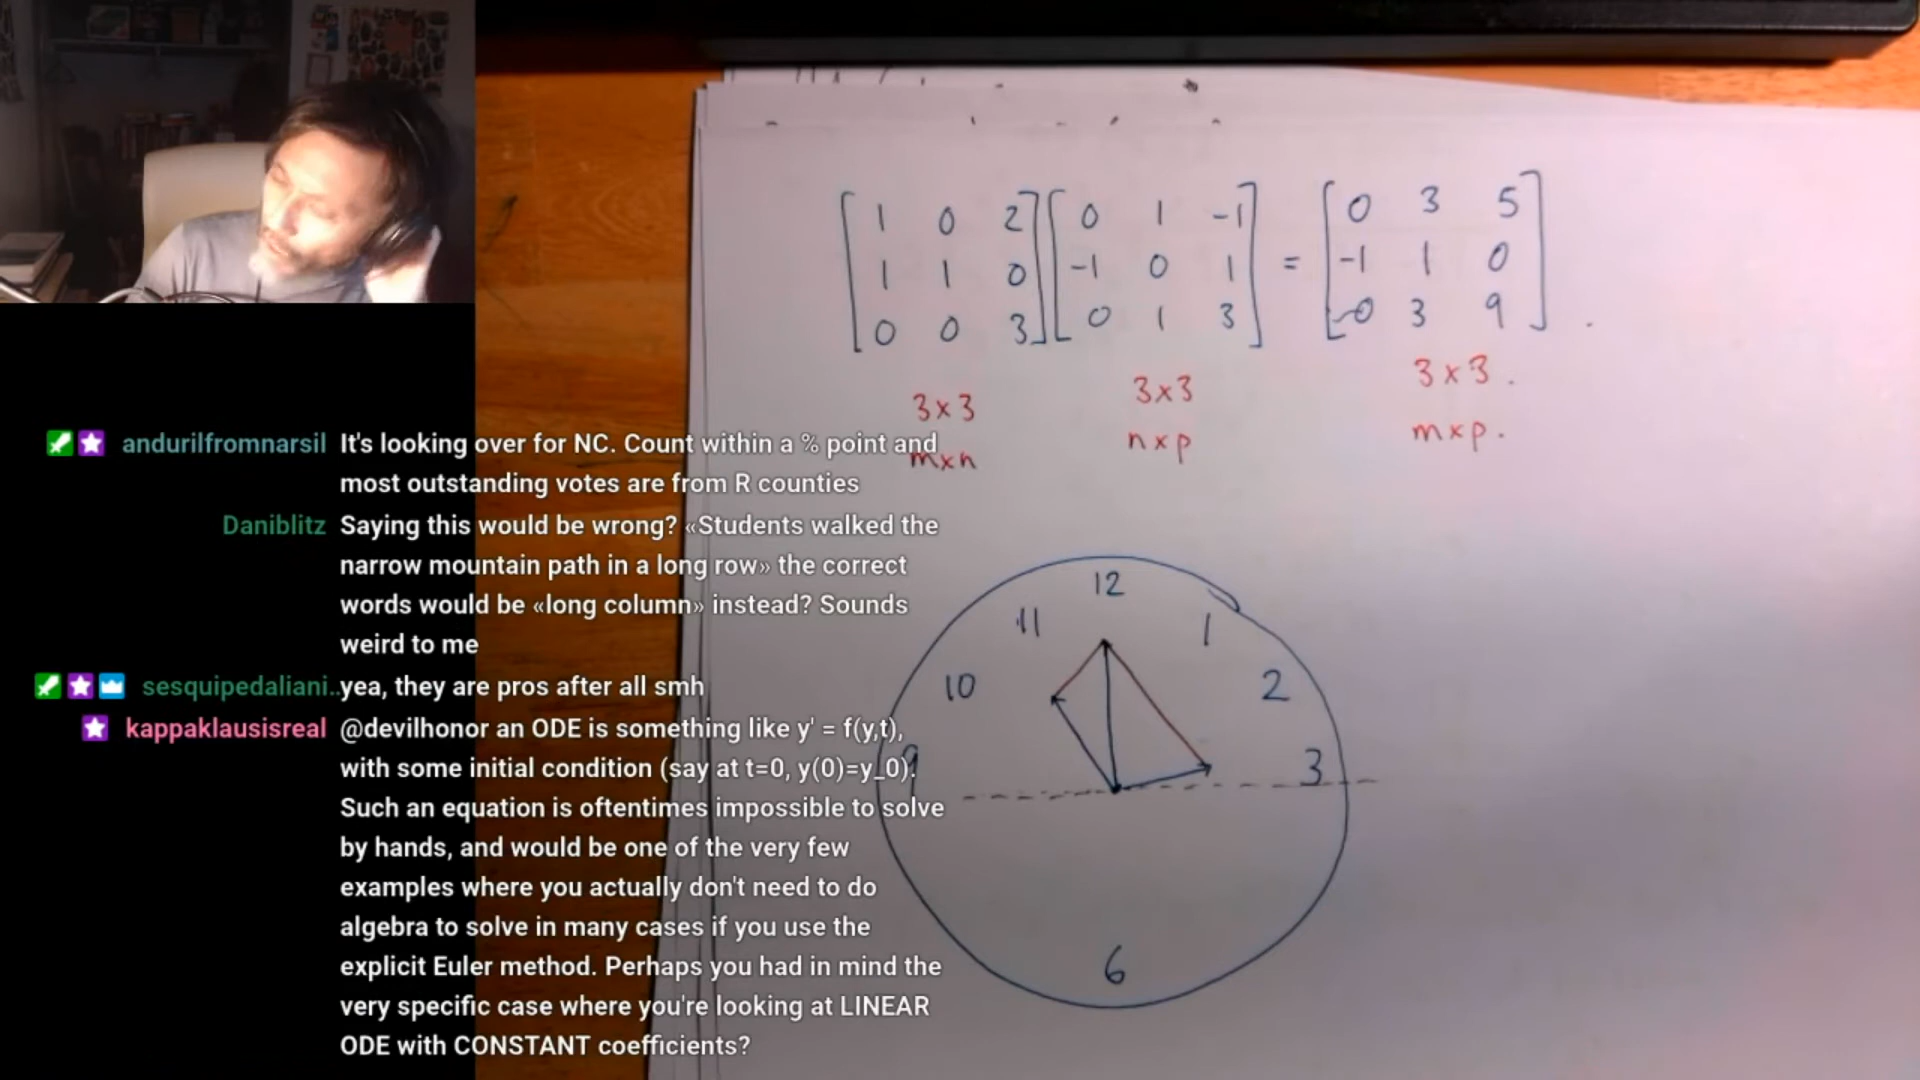 1 0 2 0 1 -1 0 3 5
1 1 0 -1 0 1 = -1 1 0
0 0 3 0 1 3 -0 3 9 .
3x3 3x3 3x3 .
mxn nxp mxp.
andurilfromnarsil It's looking over for NC. Count within a % point and
most outstanding votes are from R counties
Daniblitz Saying this would be wrong? «Students walked the
narrow mountain path in a long row» the correct
words would be «long column» instead? Sounds
weird to me
sesquipedaliani.. yea, they are pros after all smh
kappaklausisreal @devilhonor an ODE is something like y' = f(y,t),
with some initial condition (say at t=0, y(0)=y_0).
Such an equation is oftentimes impossible to solve
by hands, and would be one of the very few
examples where you actually don't need to do
algebra to solve in many cases if you use the
explicit Euler method. Perhaps you had in mind the
very specific case where you're looking at LINEAR
ODE with CONSTANT coefficients?
12
11 1
10 2
9 3
6